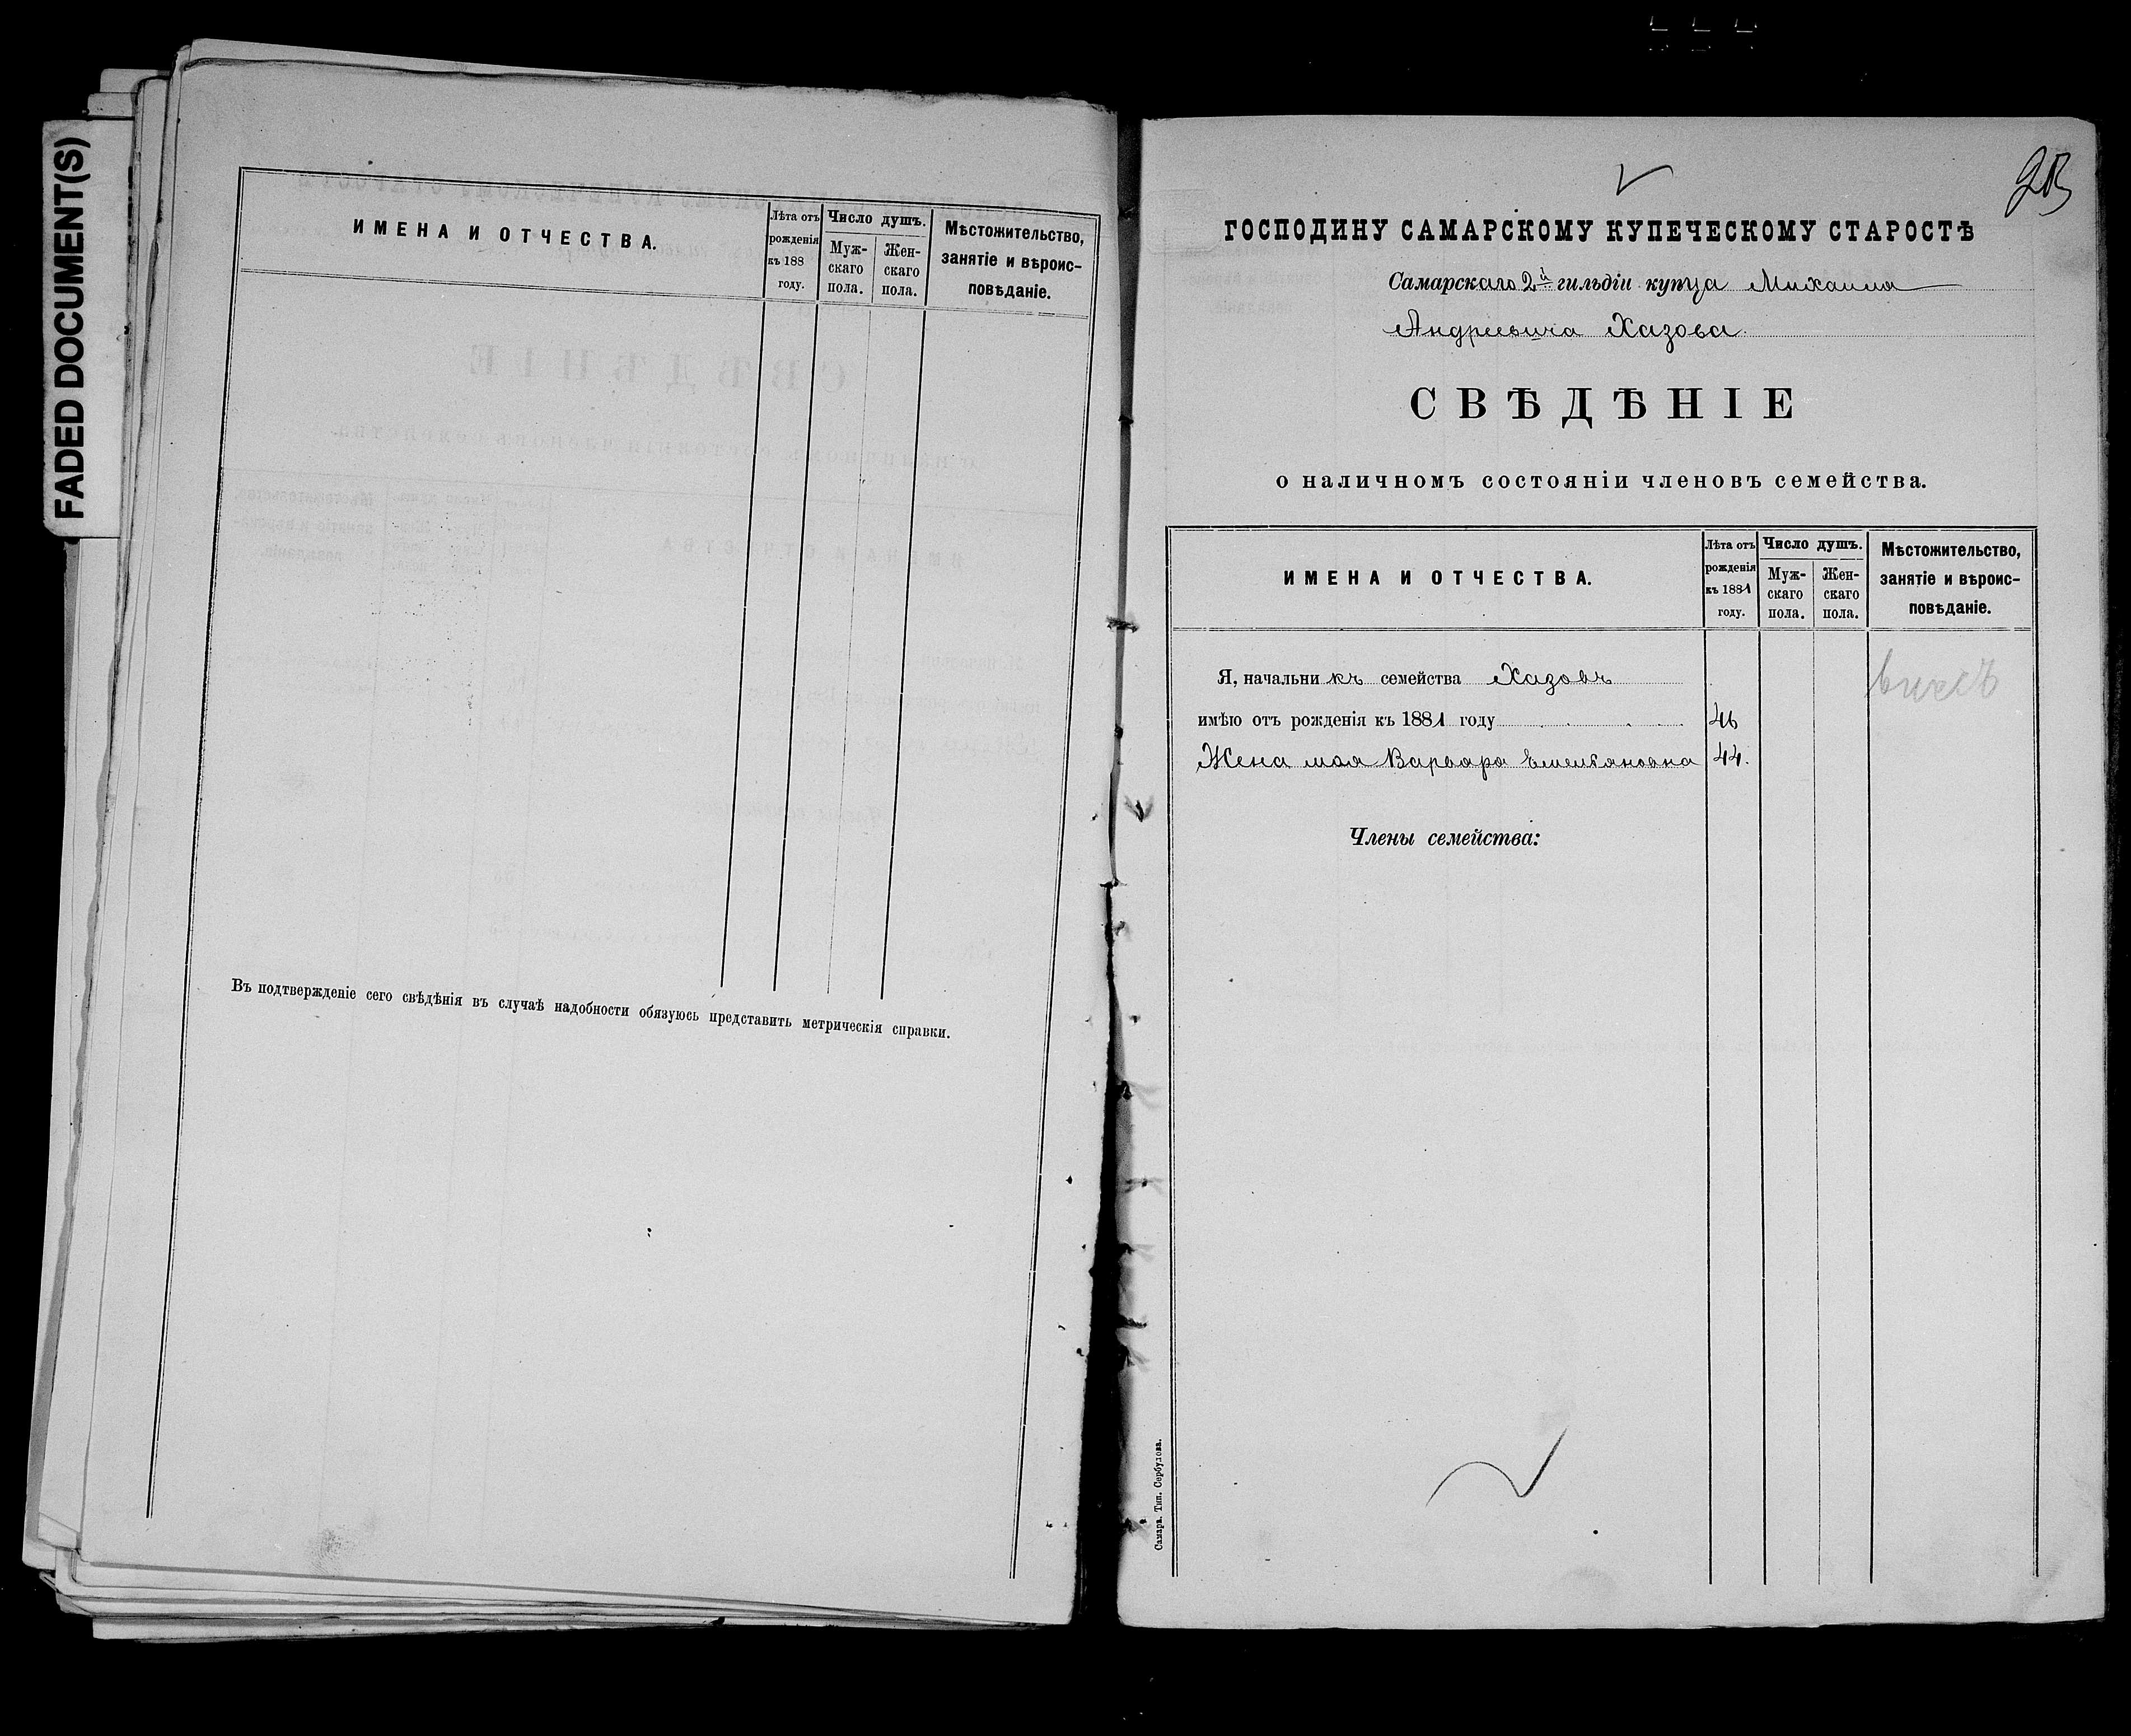 FADED DOCUMENT(S)
ИМЕНА И ОТЧЕСТВА.
Лѣта отъ рожденія къ 188 году.
Число душъ.
Муж-скаго пола.
Жен-скаго пола.
Мѣстожительство, занятіе и вѣроис-повѣданіе.
Въ подтвержденіе сего свѣдѣнія въ случаѣ надобности обязуюсь представить метрическія справки.
ГОСПОДИНУ САМАРСКОМУ КУПЕЧЕСКОМУ СТАРОСТѢ
Самарскаго 2й гильдіи купца Михаила
Андреевича Хазова.
СВѢДѢНІЕ
о наличномъ состояніи членовъ семейства.
ИМЕНА И ОТЧЕСТВА.
Лѣта отъ рожденія къ 1881 году.
Число душъ.
Муж-скаго пола.
Жен-скаго пола.
Мѣстожительство, занятіе и вѣроис-повѣданіе.
Я, начальникъ семейства Хазовъ
имѣю отъ рожденія къ 1881 году 46
Жена моя Варвара Емельяновна 44.
Члены семейства:
Самара. Тип. Сербулова.